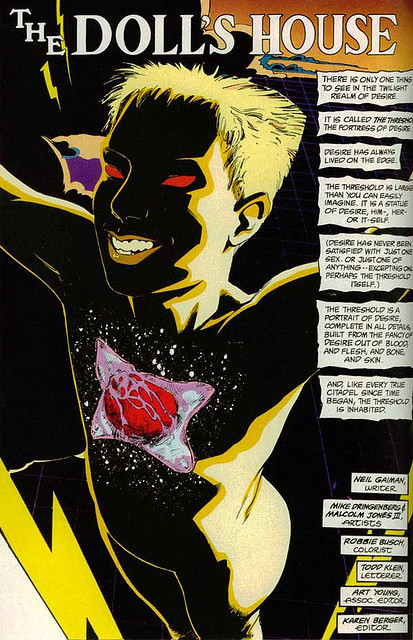 THE DOLL'S HOUSE
THERE IS ONLY ONE THING
TO SEE IN THE TWILIGHT
REALM OF DESIRE.
IT IS CALLED THE THRESHO
THE FORTRESS OF DESIRE
DESIRE HAS ALWAYS
LIVED ON THE EDGE.
THE THRESHOLD IS LARGE
THAN YOU CAN EASILY
IMAGINE. IT IS A STATUE
OF DESIRE, HIM-, HER-
OR IT-SELF.
(DESIRE HAS NEVER BEEN
SATISFIED WITH JUST ONE
SEX. OR JUST ONE OF
ANYTHING--EXCEPTING ON
PERHAPS THE THRESHOLD
ITSELF.)
THE THRESHOLD IS A
PORTRAIT OF DESIRE,
COMPLETE IN ALL DETAILS
BUILT FROM THE FANCY OF
DESIRE OUT OF BLOOD,
AND FLESH, AND BONE,
AND SKIN.
AND, LIKE EVERY TRUE
CITADEL SINCE TIME
BEGAN, THE THRESHOLD
IS INHABITED.
NEIL GAIMAN,
WRITER
MIKE DRINGENBERG &
MALCOLM JONES III,
ARTISTS
ROBBIE BUSCH,
COLORIST
TODD KLEIN,
LETTERER
ART YOUNG,
ASSOC. EDITOR
KAREN BERGER,
EDITOR